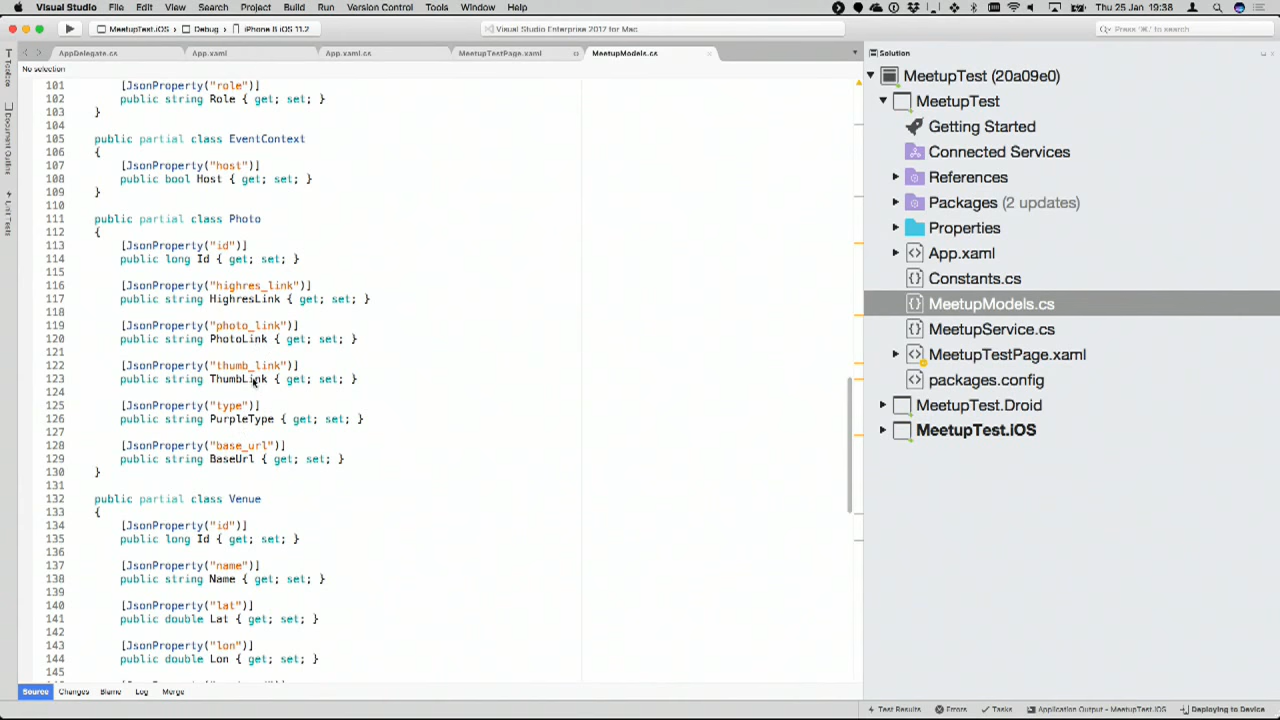 Visual Studio File Edit View Search Project Build Run Version Control Tools Window Help Thu 25 Jan 19:38
MeetupTest.iOS Debug iPhone 8 iOS 11.2 Visual Studio Enterprise 2017 for Mac Press '⌘.' to search
AppDelegate.cs App.xaml App.xaml.cs MeetupTestPage.xaml MeetupModels.cs
No selection
Toolbox
Document Outline
Unit Tests
101 [JsonProperty("role")]
102 public string Role { get; set; }
103 }
104
105 public partial class EventContext
106 {
107 [JsonProperty("host")]
108 public bool Host { get; set; }
109 }
110
111 public partial class Photo
112 {
113 [JsonProperty("id")]
114 public long Id { get; set; }
115
116 [JsonProperty("highres_link")]
117 public string HighresLink { get; set; }
118
119 [JsonProperty("photo_link")]
120 public string PhotoLink { get; set; }
121
122 [JsonProperty("thumb_link")]
123 public string ThumbLink { get; set; }
124
125 [JsonProperty("type")]
126 public string PurpleType { get; set; }
127
128 [JsonProperty("base_url")]
129 public string BaseUrl { get; set; }
130 }
131
132 public partial class Venue
133 {
134 [JsonProperty("id")]
135 public long Id { get; set; }
136
137 [JsonProperty("name")]
138 public string Name { get; set; }
139
140 [JsonProperty("lat")]
141 public double Lat { get; set; }
142
143 [JsonProperty("lon")]
144 public double Lon { get; set; }
145
Solution
MeetupTest (20a09e0)
MeetupTest
Getting Started
Connected Services
References
Packages (2 updates)
Properties
App.xaml
Constants.cs
MeetupModels.cs
MeetupService.cs
MeetupTestPage.xaml
packages.config
MeetupTest.Droid
MeetupTest.iOS
Source Changes Blame Log Merge
Test Results Errors Tasks Application Output - MeetupTest.iOS Deploying to Device